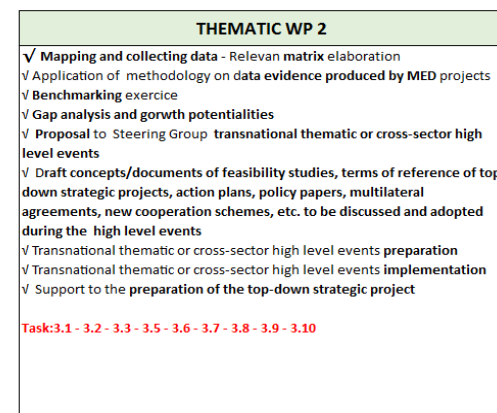 THEMATIC WP 2
√ Mapping and collecting data - Relevan matrix elaboration
√ Application of methodology on data evidence produced by MED projects
√ Benchmarking exercice
√ Gap analysis and gorwth potentialities
√ Proposal to Steering Group transnational thematic or cross-sector high
level events
√ Draft concepts/documents of feasibility studies, terms of reference of top
down strategic projects, action plans, policy papers, multilateral
agreements, new cooperation schemes, etc. to be discussed and adopted
during the high level events
√ Transnational thematic or cross-sector high level events preparation
√ Transnational thematic or cross-sector high level events implementation
√ Support to the preparation of the top-down strategic project
Task:3.1 - 3.2 - 3.3 - 3.5 - 3.6 - 3.7 - 3.8 - 3.9 - 3.10